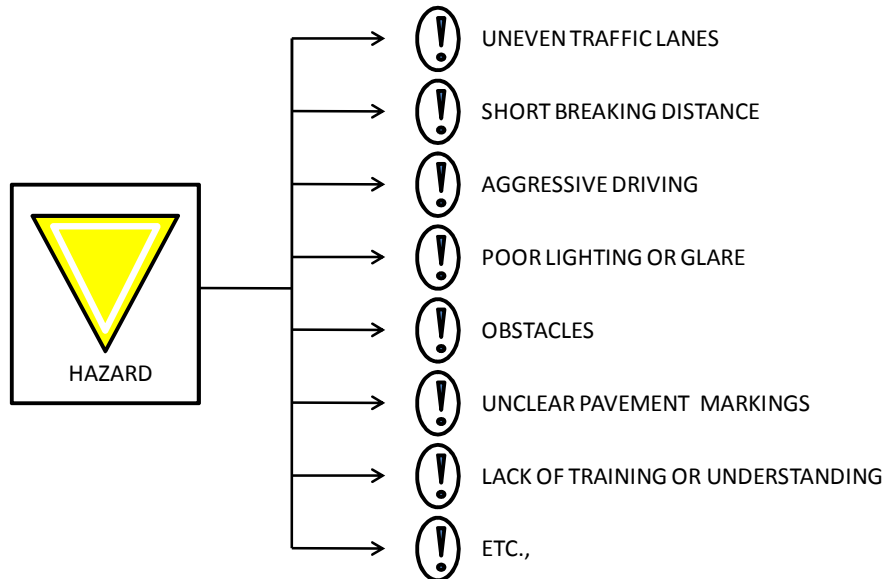 UNEVEN TRAFFIC LANES
SHORT BREAKING DISTANCE
AGGRESSIVE DRIVING
POOR LIGHTING OR GLARE
HAZARD
OBSTACLES
UNCLEAR PAVEMENT MARKINGS
LACK OF TRAINING OR UNDERSTANDING
ETC.,